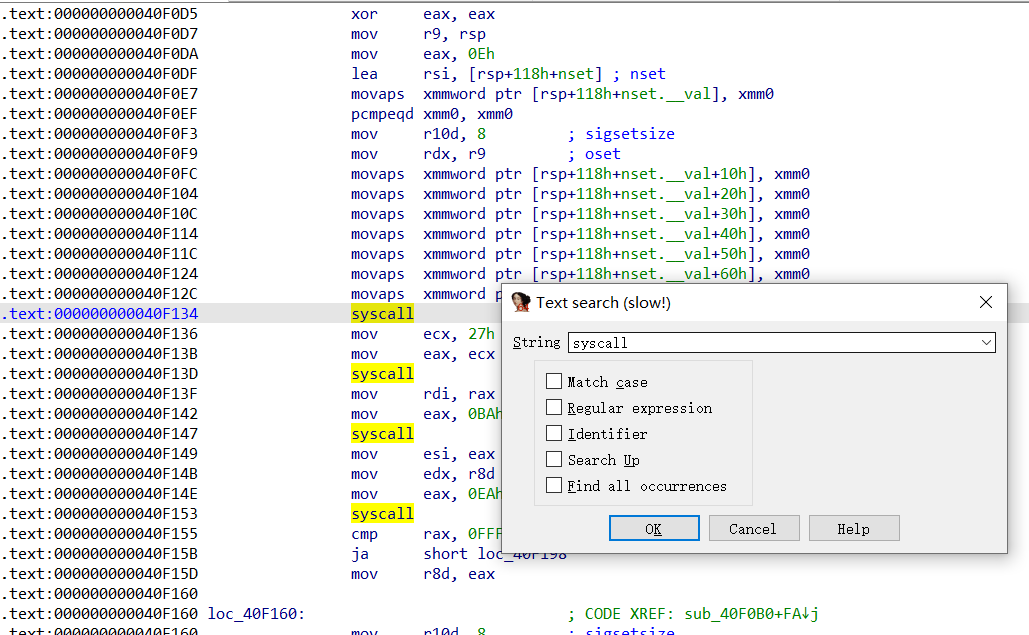 .text:000000000040F0D5 xor eax, eax
.text:000000000040F0D7 mov r9, rsp
.text:000000000040F0DA mov eax, 0Eh
.text:000000000040F0DF lea rsi, [rsp+118h+nset] ; nset
.text:000000000040F0E7 movaps xmmword ptr [rsp+118h+nset.__val], xmm0
.text:000000000040F0EF pcmpeqd xmm0, xmm0
.text:000000000040F0F3 mov r10d, 8 ; sigsetsize
.text:000000000040F0F9 mov rdx, r9 ; oset
.text:000000000040F0FC movaps xmmword ptr [rsp+118h+nset.__val+10h], xmm0
.text:000000000040F104 movaps xmmword ptr [rsp+118h+nset.__val+20h], xmm0
.text:000000000040F10C movaps xmmword ptr [rsp+118h+nset.__val+30h], xmm0
.text:000000000040F114 movaps xmmword ptr [rsp+118h+nset.__val+40h], xmm0
.text:000000000040F11C movaps xmmword ptr [rsp+118h+nset.__val+50h], xmm0
.text:000000000040F124 movaps xmmword ptr [rsp+118h+nset.__val+60h], xmm0
.text:000000000040F12C movaps xmmword p
.text:000000000040F134 syscall
.text:000000000040F136 mov ecx, 27h
.text:000000000040F13B mov eax, ecx
.text:000000000040F13D syscall
.text:000000000040F13F mov rdi, rax
.text:000000000040F142 mov eax, 0BAh
.text:000000000040F147 syscall
.text:000000000040F149 mov esi, eax
.text:000000000040F14B mov edx, r8d
.text:000000000040F14E mov eax, 0EAh
.text:000000000040F153 syscall
.text:000000000040F155 cmp rax, 0FFF
.text:000000000040F15B ja short loc_40F198
.text:000000000040F15D mov r8d, eax
.text:000000000040F160
.text:000000000040F160 loc_40F160: ; CODE XREF: sub_40F0B0+FA↓j
.text:000000000040F160 mov r10d, 8 ; sigsetsize
Text search (slow!)
String syscall
Match case
Regular expression
Identifier
Search Up
Find all occurrences
OK Cancel Help